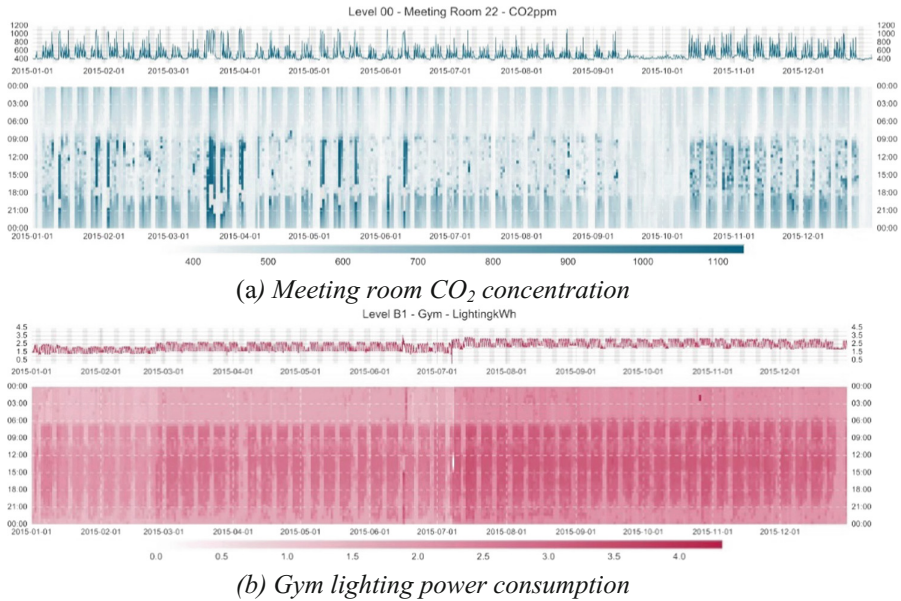 Level 00 - Meeting Room 22 - CO2ppm
1200 1200
1000 1000
800 800
600 600
400 400
2015-01-01 2015-02-01 2015-03-01 2015-04-01 2015-05-01 2015-06-01 2015-07-01 2015-08-01 2015-09-01 2015-10-01 2015-11-01 2015-12-01
00:00 00:00
03:00 03:00
06:00 06:00
09:00 09:00
12:00 12:00
15:00 15:00
18:00 18:00
21:00 21:00
00:00 00:00
2015-01-01 2015-02-01 2015-03-01 2015-04-01 2015-05-01 2015-06-01 2015-07-01 2015-08-01 2015-09-01 2015-10-01 2015-11-01 2015-12-01
400 500 600 700 800 900 1000 1100
(a) Meeting room CO2 concentration
Level B1 - Gym - LightingkWh
4.5 4.5
3.5 3.5
2.5 2.5
1.5 1.5
0.5 0.5
2015-01-01 2015-02-01 2015-03-01 2015-04-01 2015-05-01 2015-06-01 2015-07-01 2015-08-01 2015-09-01 2015-10-01 2015-11-01 2015-12-01
00:00 00:00
03:00 03:00
06:00 06:00
09:00 09:00
12:00 12:00
15:00 15:00
18:00 18:00
21:00 21:00
00:00 00:00
2015-01-01 2015-02-01 2015-03-01 2015-04-01 2015-05-01 2015-06-01 2015-07-01 2015-08-01 2015-09-01 2015-10-01 2015-11-01 2015-12-01
0.0 0.5 1.0 1.5 2.0 2.5 3.0 3.5 4.0
(b) Gym lighting power consumption